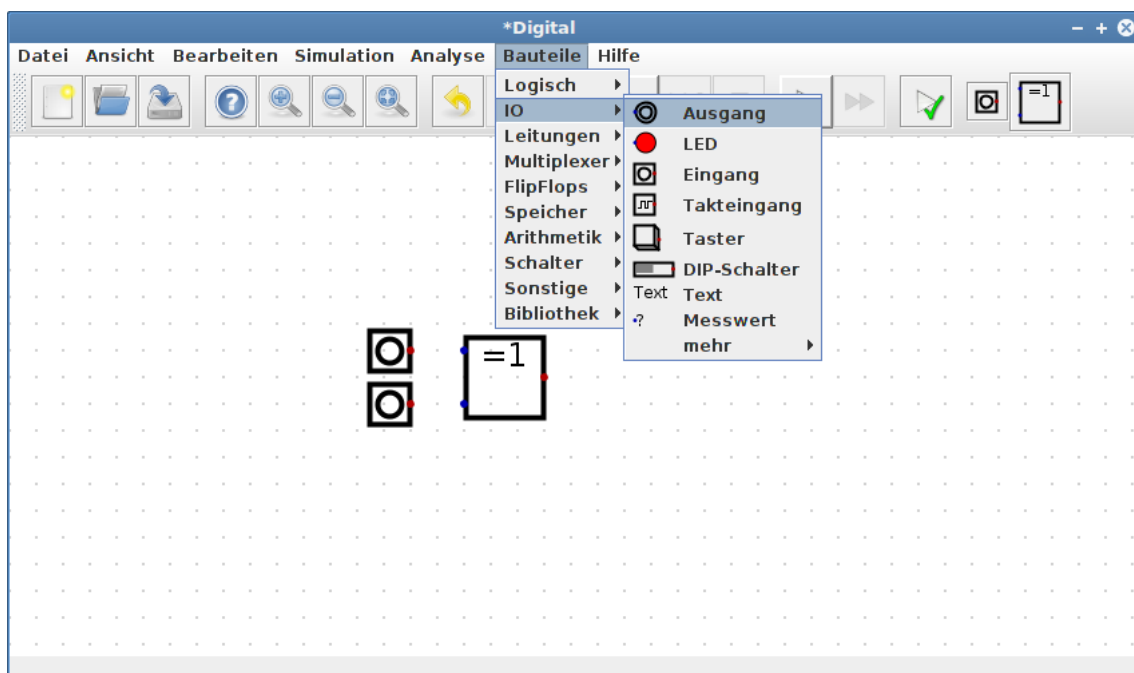 *Digital
Datei Ansicht Bearbeiten Simulation Analyse Bauteile Hilfe
=1
Logisch
IO
Leitungen
Multiplexer
FlipFlops
Speicher
Arithmetik
Schalter
Sonstige
Bibliothek
Ausgang
LED
Eingang
Takteingang
Taster
DIP-Schalter
Text Text
? Messwert
mehr
=1